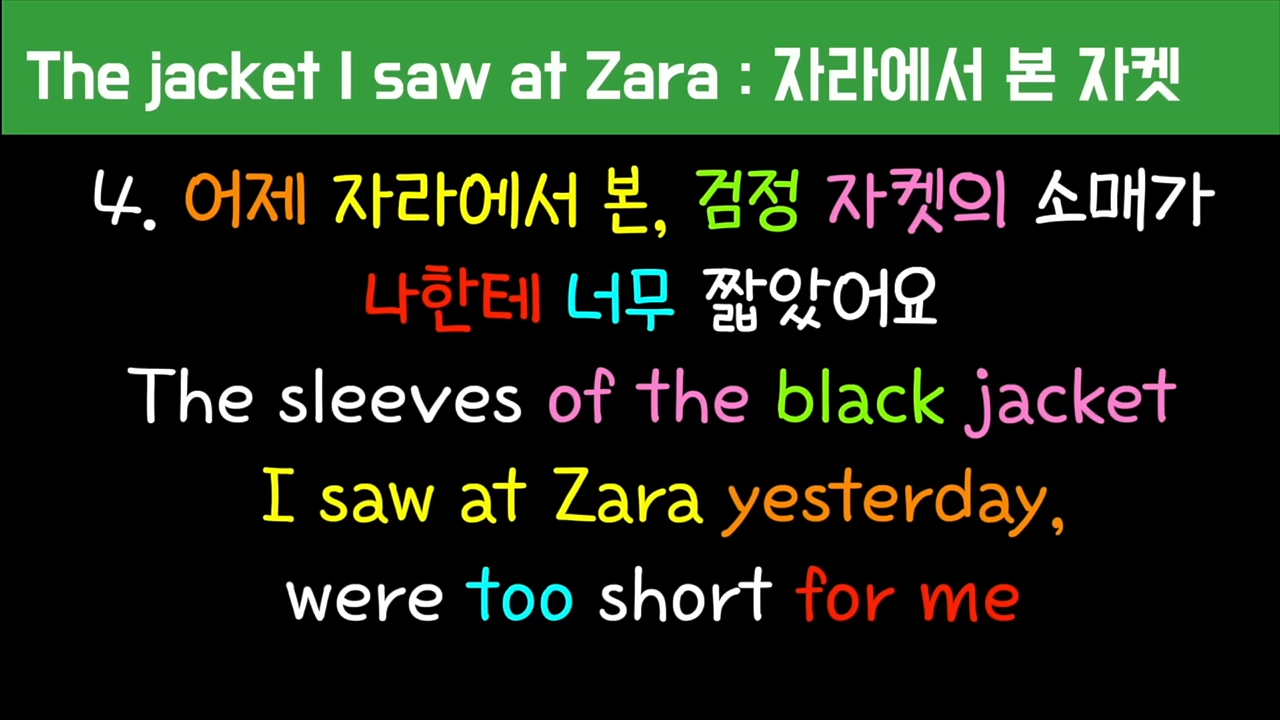 The jacket I saw at Zara : 자라에서 본 자켓
4. 어제 자라에서 본, 검정 자켓의 소매가
나한테 너무 짧았어요
The sleeves of the black jacket
I saw at Zara yesterday,
were too short for me